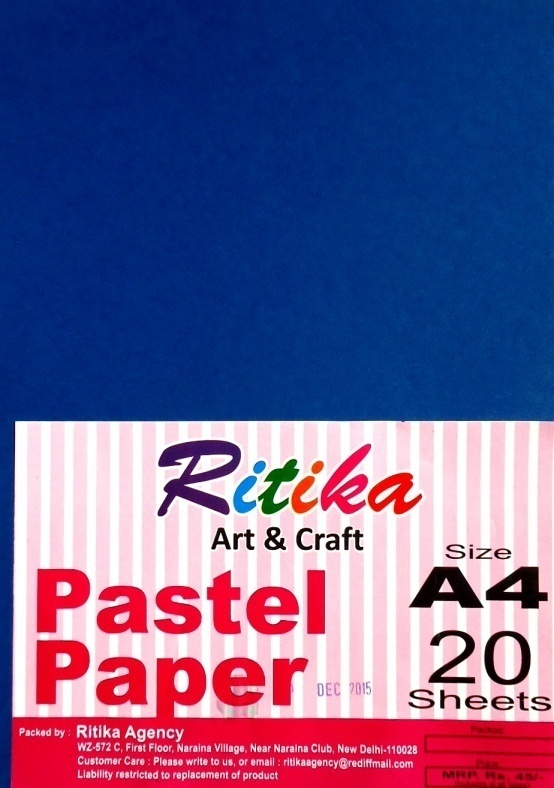 Ritika
Art & Craft
Pastel
Paper
Size
A4
20
Sheets
DEC 2015
Packed by : Ritika Agency
WZ-572 C, First Floor, Naraina Village, Near Naraina Club, New Delhi-110028
Customer Care : Please write to us, or email : ritikaagency@rediffmail.com
Liability restricted to replacement of product
Packed:
Price:
MRP. Rs. 45/-